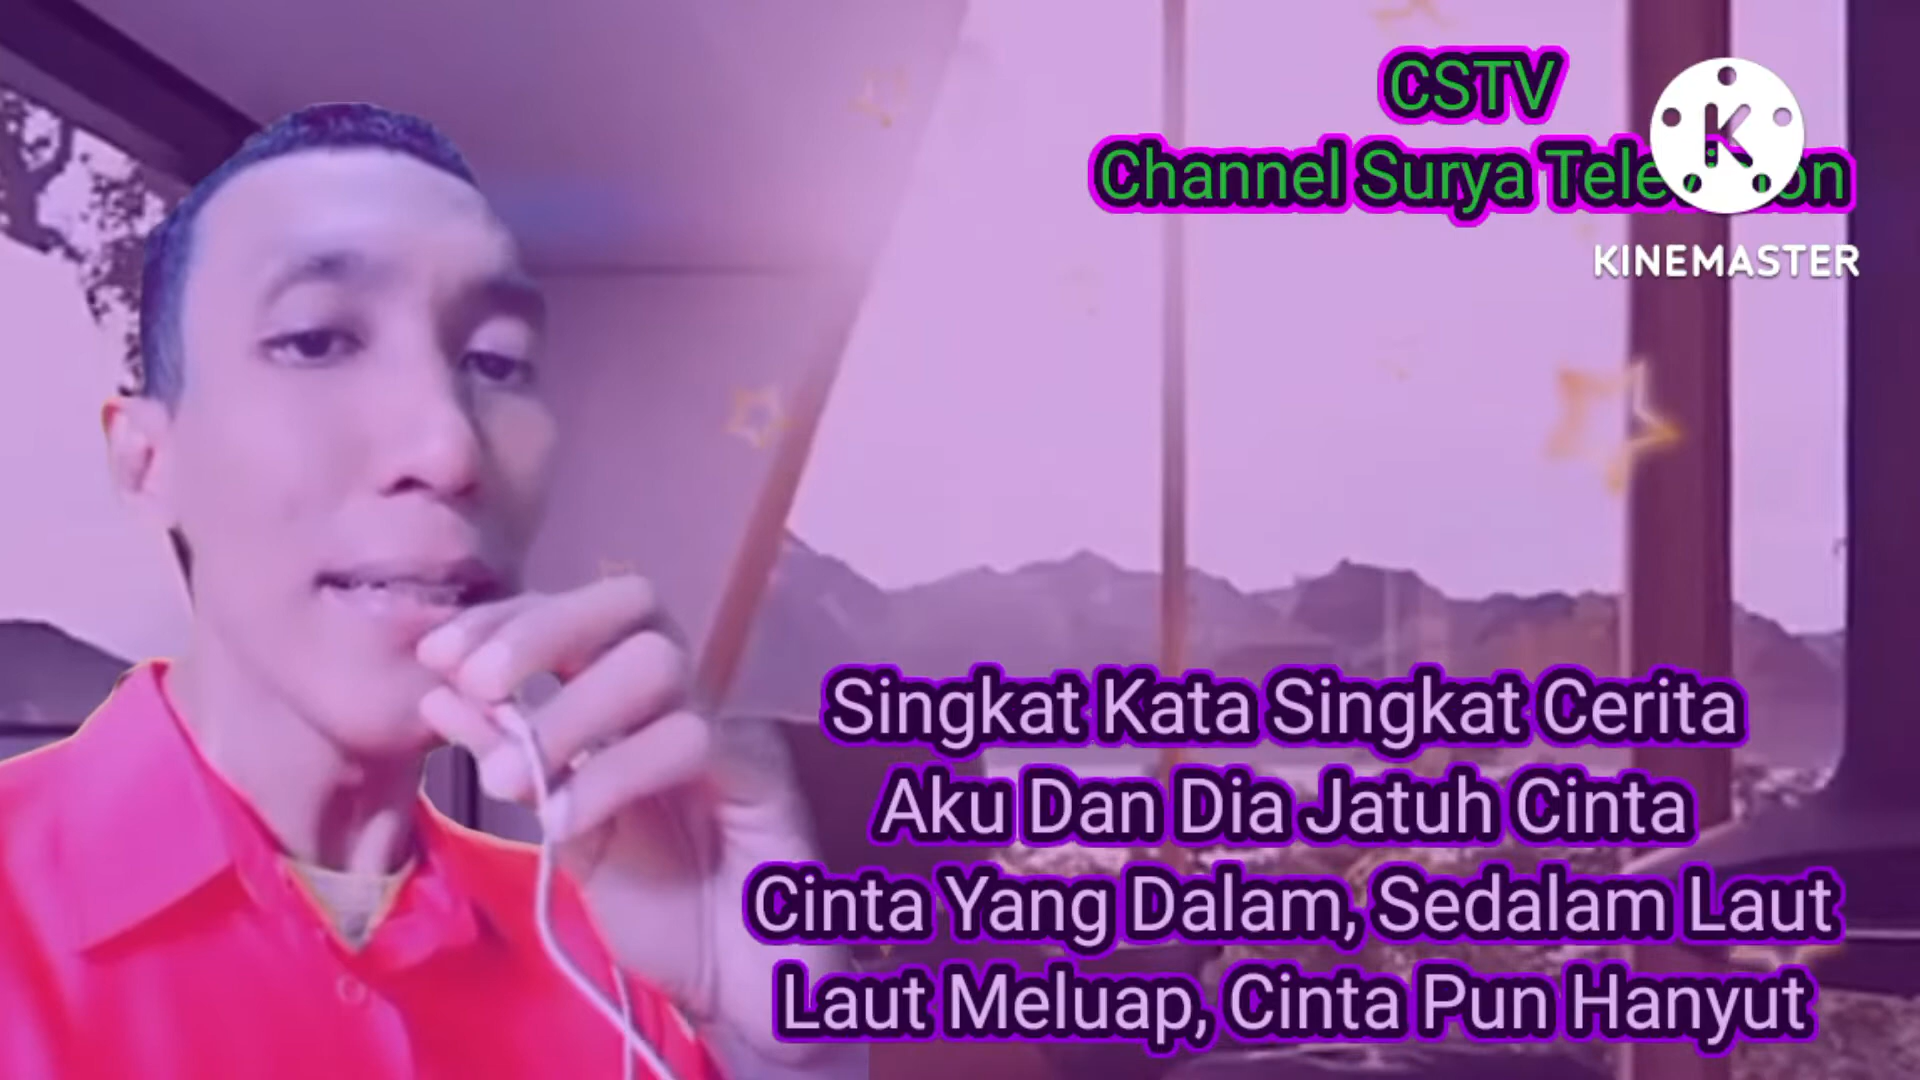 CSTV
Channel Surya Television
K
KINEMASTER
Singkat Kata Singkat Cerita
Aku Dan Dia Jatuh Cinta
Cinta Yang Dalam, Sedalam Laut
Laut Meluap, Cinta Pun Hanyut